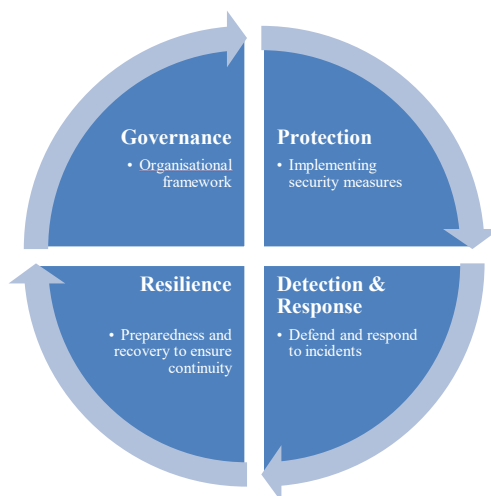 Governance
• Organisational
framework
Protection
• Implementing
security measures
Resilience
• Preparedness and
recovery to ensure
continuity
Detection &
Response
• Defend and respond
to incidents